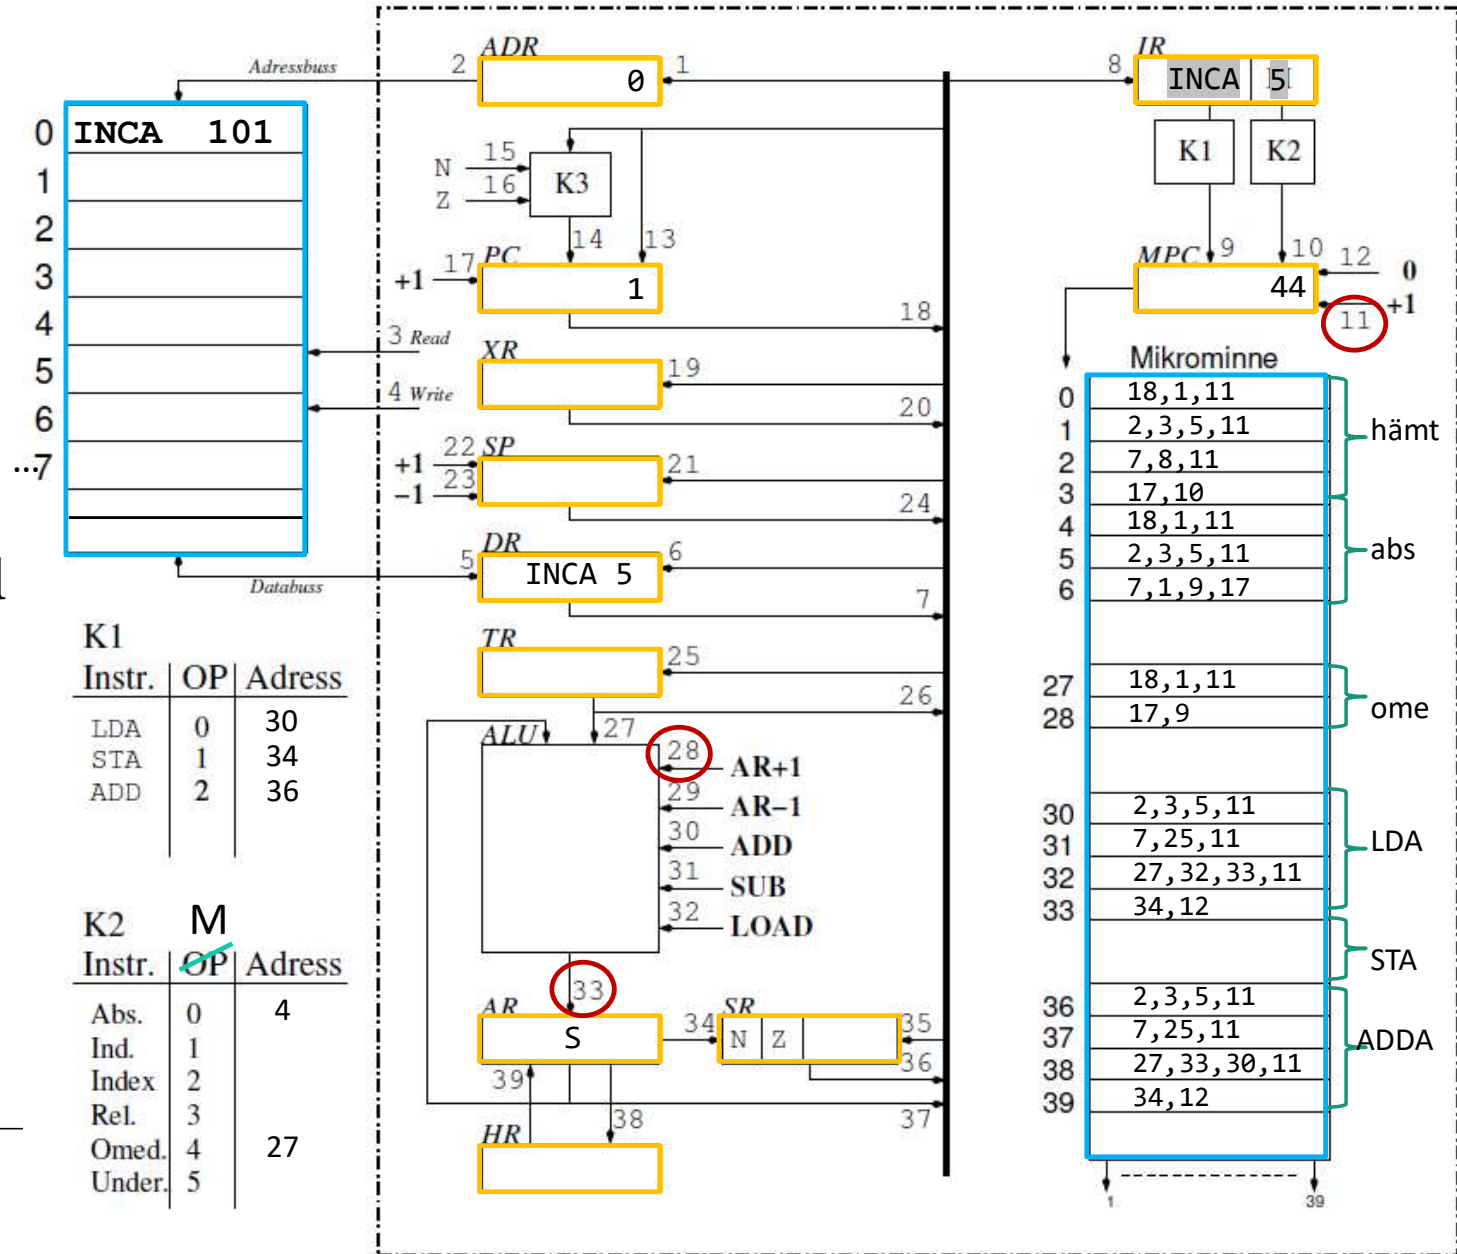 ADR
IR
Adressbuss
2
0
1
8
INCA 5
0 INCA 101
1
2
3
4
5
6
...7
K1
K2
N 15
Z 16
K3
14
13
9
10
12 0
11 +1
+1 17
PC
1
18
MPC
44
3 Read
4 Write
XR
19
20
+1 22
-1 23
SP
21
24
Databuss
5
DR
INCA 5
6
7
TR
25
26
27
ALU
28 AR+1
29 AR–1
30 ADD
31 SUB
32 LOAD
33
AR
S
34
SR
N Z
35
36
37
39
38
HR
K1
Instr. OP Adress
LDA 0 30
STA 1 34
ADD 2 36
K2 M
Instr. OP Adress
Abs. 0 4
Ind. 1
Index 2
Rel. 3
Omed. 4 27
Under. 5
Mikrominne
0 18,1,11
1 2,3,5,11
2 7,8,11
3 17,10
hämt
4 18,1,11
5 2,3,5,11
6 7,1,9,17
abs
27 18,1,11
28 17,9
ome
30 2,3,5,11
31 7,25,11
32 27,32,33,11
33 34,12
LDA
STA
36 2,3,5,11
37 7,25,11
38 27,33,30,11
39 34,12
ADDA
1 39